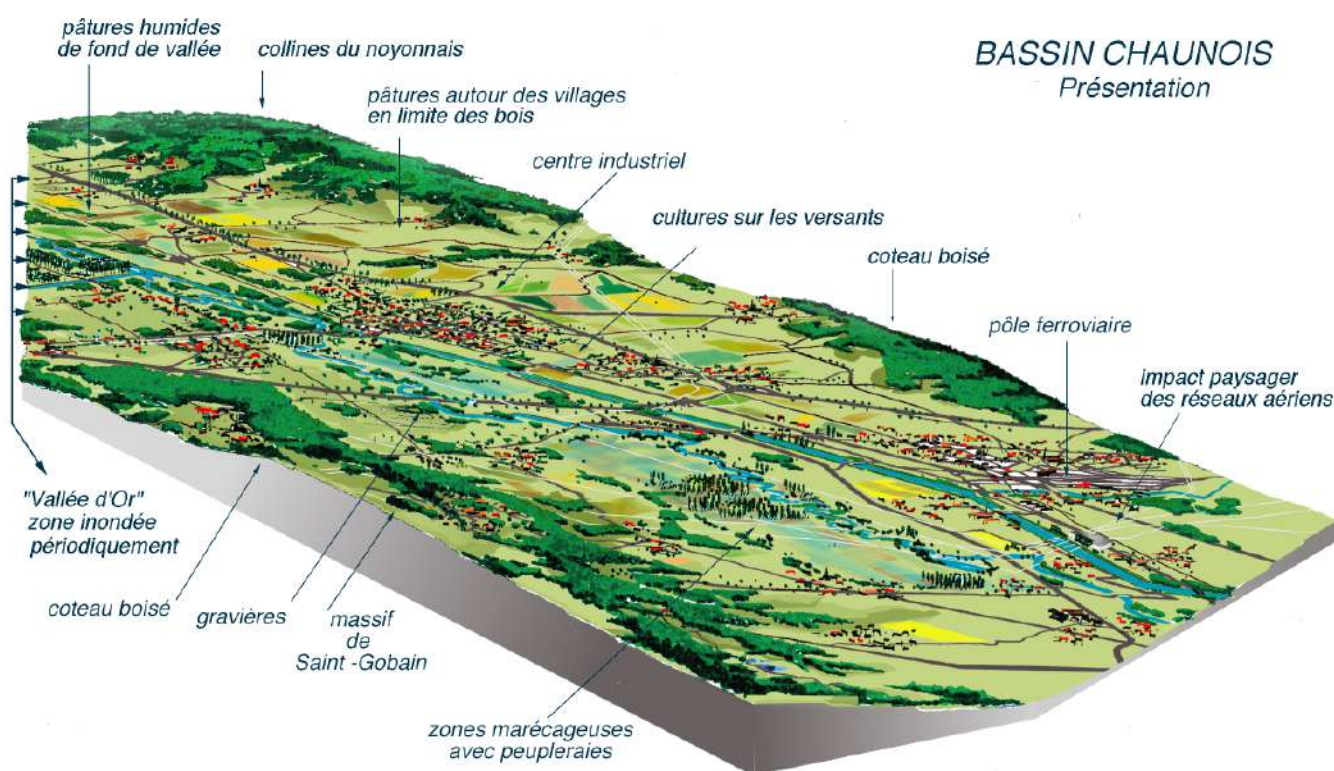 BASSIN CHAUNOIS
Présentation
pâtures humides
de fond de vallée
collines du noyonnais
pâtures autour des villages
en limite des bois
centre industriel
cultures sur les versants
coteau boisé
pôle ferroviaire
impact paysager
des réseaux aériens
"Vallée d'Or"
zone inondée
périodiquement
coteau boisé
gravières
massif
de
Saint -Gobain
zones marécageuses
avec peupleraies